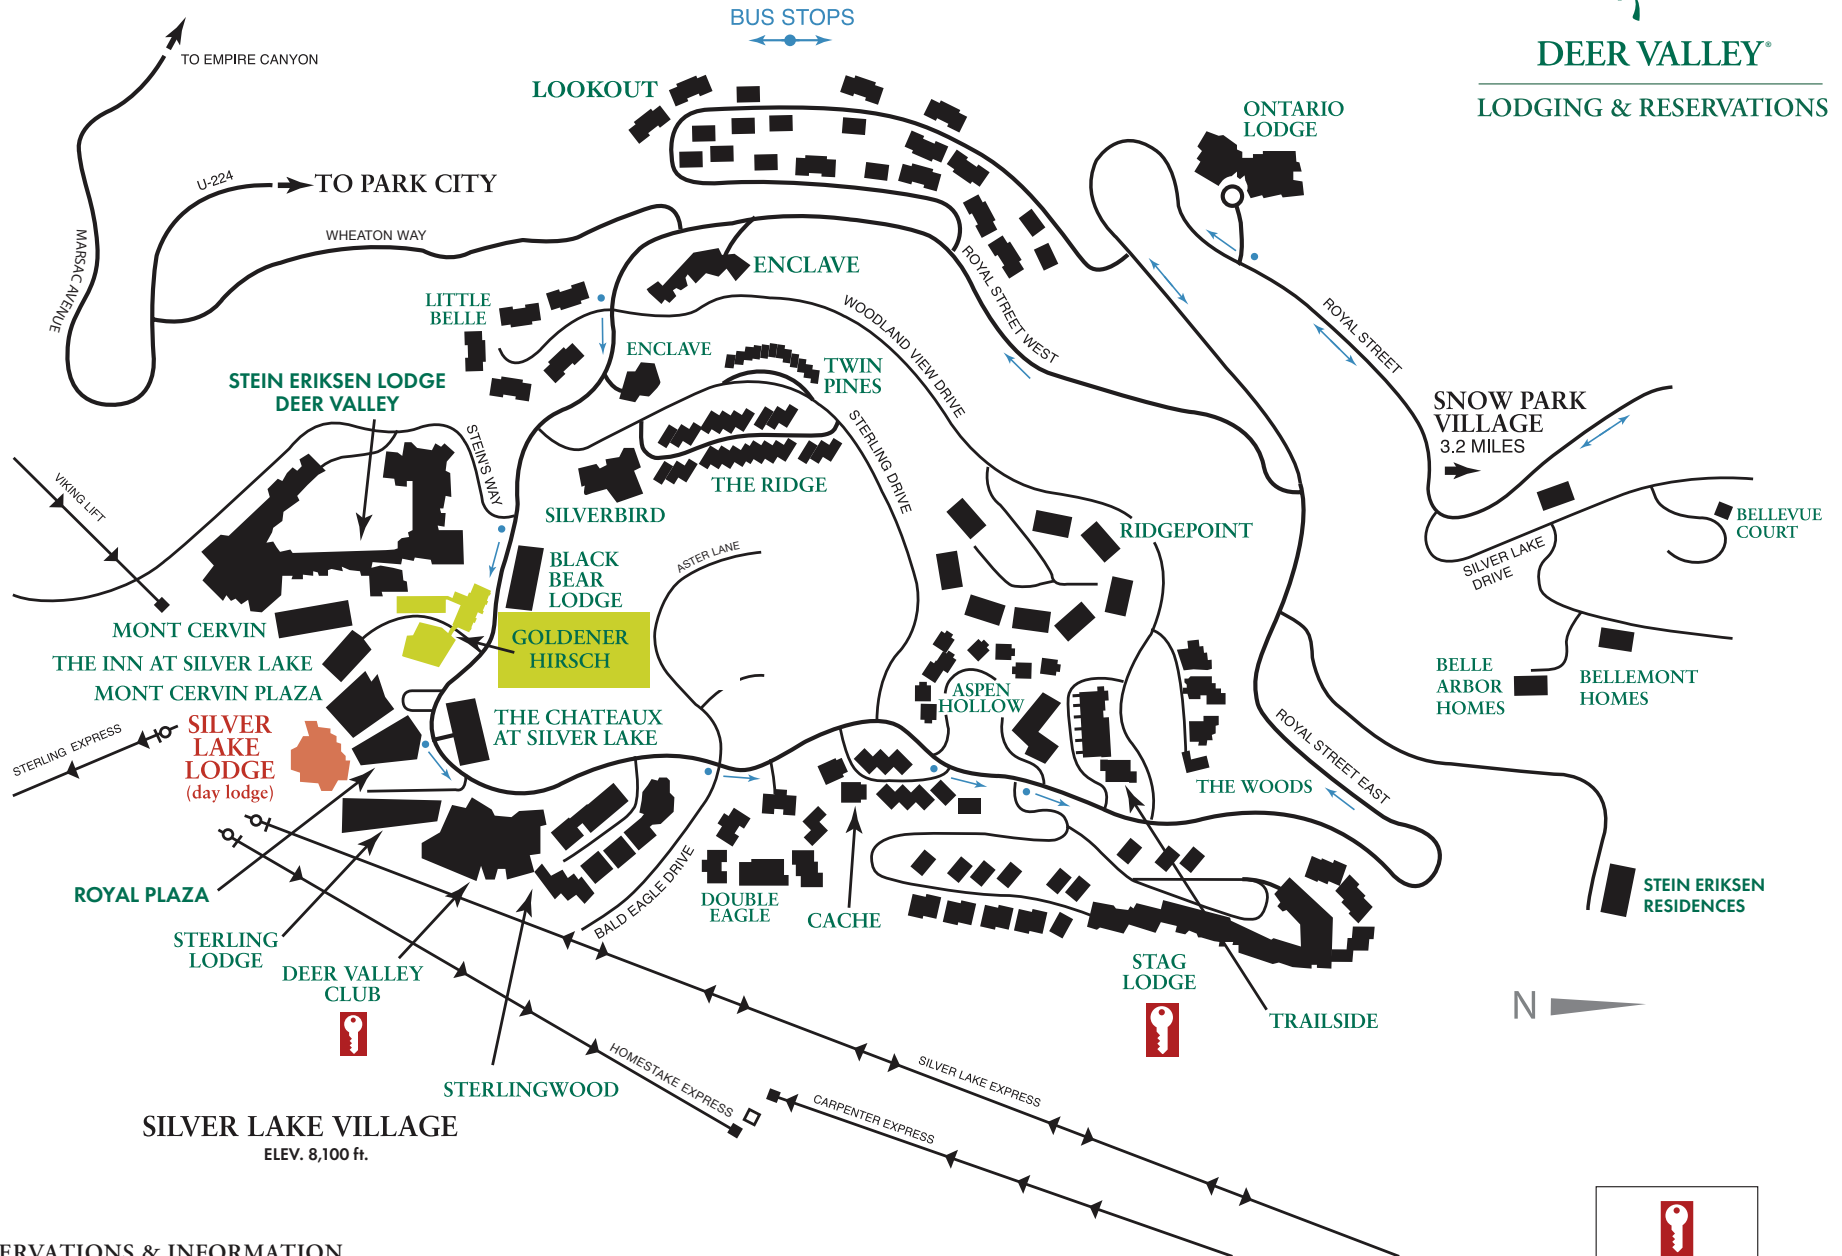 BUS STOPS
DEER VALLEY®
LODGING & RESERVATIONS
TO EMPIRE CANYON
LOOKOUT
ONTARIO
LODGE
U-224
TO PARK CITY
MARSAC AVENUE
WHEATON WAY
ENCLAVE
LITTLE
BELLE
ROYAL STREET WEST
WOODLAND VIEW DRIVE
ROYAL STREET
ENCLAVE
TWIN
PINES
STEIN ERIKSEN LODGE
DEER VALLEY
SNOW PARK
VILLAGE
3.2 MILES
STEIN'S WAY
STERLING DRIVE
VIKING LIFT
THE RIDGE
SILVERBIRD
RIDGEPOINT
BELLEVUE
COURT
SILVER LAKE
DRIVE
ASTER LANE
BLACK
BEAR
LODGE
MONT CERVIN
GOLDENER
HIRSCH
THE INN AT SILVER LAKE
MONT CERVIN PLAZA
BELLE
ARBOR
HOMES
BELLEMONT
HOMES
ASPEN
HOLLOW
THE CHATEAUX
AT SILVER LAKE
SILVER
LAKE
LODGE
(day lodge)
STERLING EXPRESS
ROYAL STREET EAST
THE WOODS
ROYAL PLAZA
BALD EAGLE DRIVE
DOUBLE
EAGLE
CACHE
STEIN ERIKSEN
RESIDENCES
STERLING
LODGE
DEER VALLEY
CLUB
STAG
LODGE
TRAILSIDE
N
STERLINGWOOD
HOMESTAKE EXPRESS
SILVER LAKE EXPRESS
CARPENTER EXPRESS
SILVER LAKE VILLAGE
ELEV. 8,100 ft.
ERVATIONS & INFORMATION